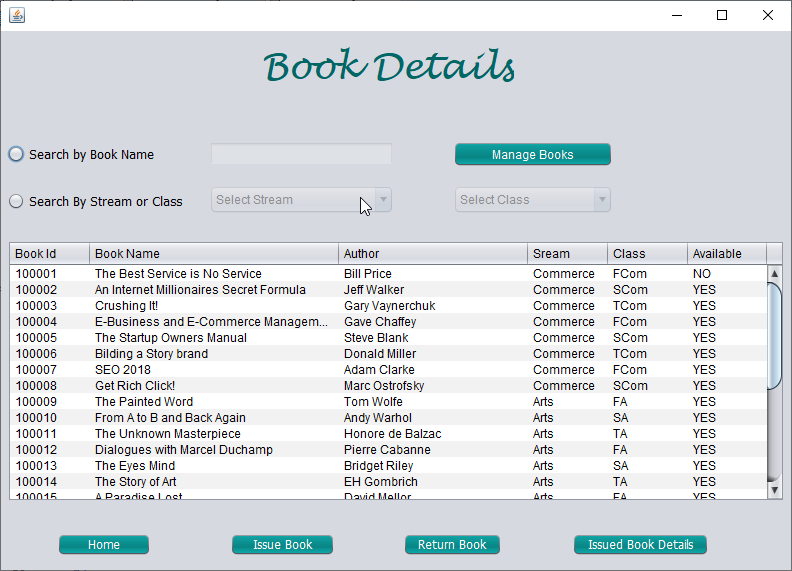 Book Details
Search by Book Name
Manage Books
Search By Stream or Class Select Stream Select Class
Book Id Book Name Author Sream Class Available
100001 The Best Service is No Service Bill Price Commerce FCom NO
100002 An Internet Millionaires Secret Formula Jeff Walker Commerce SCom YES
100003 Crushing It! Gary Vaynerchuk Commerce TCom YES
100004 E-Business and E-Commerce Managem... Gave Chaffey Commerce FCom YES
100005 The Startup Owners Manual Steve Blank Commerce SCom YES
100006 Bilding a Story brand Donald Miller Commerce TCom YES
100007 SEO 2018 Adam Clarke Commerce FCom YES
100008 Get Rich Click! Marc Ostrofsky Commerce SCom YES
100009 The Painted Word Tom Wolfe Arts FA YES
100010 From A to B and Back Again Andy Warhol Arts SA YES
100011 The Unknown Masterpiece Honore de Balzac Arts TA YES
100012 Dialogues with Marcel Duchamp Pierre Cabanne Arts FA YES
100013 The Eyes Mind Bridget Riley Arts SA YES
100014 The Story of Art EH Gombrich Arts TA YES
100015 A Paradise Lost David Mellor Arts FA YES
Home Issue Book Return Book Issued Book Details